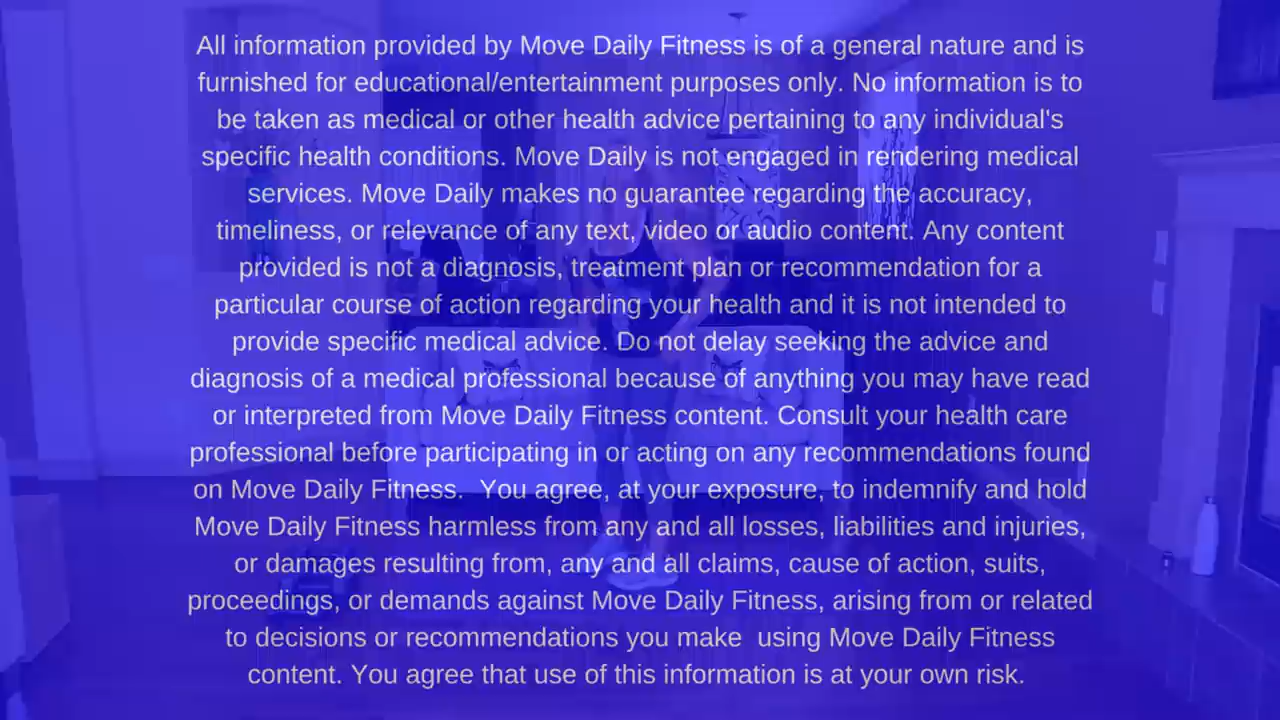 All information provided by Move Daily Fitness is of a general nature and is
furnished for educational/entertainment purposes only. No information is to
be taken as medical or other health advice pertaining to any individual's
specific health conditions. Move Daily is not engaged in rendering medical
services. Move Daily makes no guarantee regarding the accuracy,
timeliness, or relevance of any text, video or audio content. Any content
provided is not a diagnosis, treatment plan or recommendation for a
particular course of action regarding your health and it is not intended to
provide specific medical advice. Do not delay seeking the advice and
diagnosis of a medical professional because of anything you may have read
or interpreted from Move Daily Fitness content. Consult your health care
professional before participating in or acting on any recommendations found
on Move Daily Fitness.  You agree, at your exposure, to indemnify and hold
Move Daily Fitness harmless from any and all losses, liabilities and injuries,
or damages resulting from, any and all claims, cause of action, suits,
proceedings, or demands against Move Daily Fitness, arising from or related
to decisions or recommendations you make  using Move Daily Fitness
content. You agree that use of this information is at your own risk.